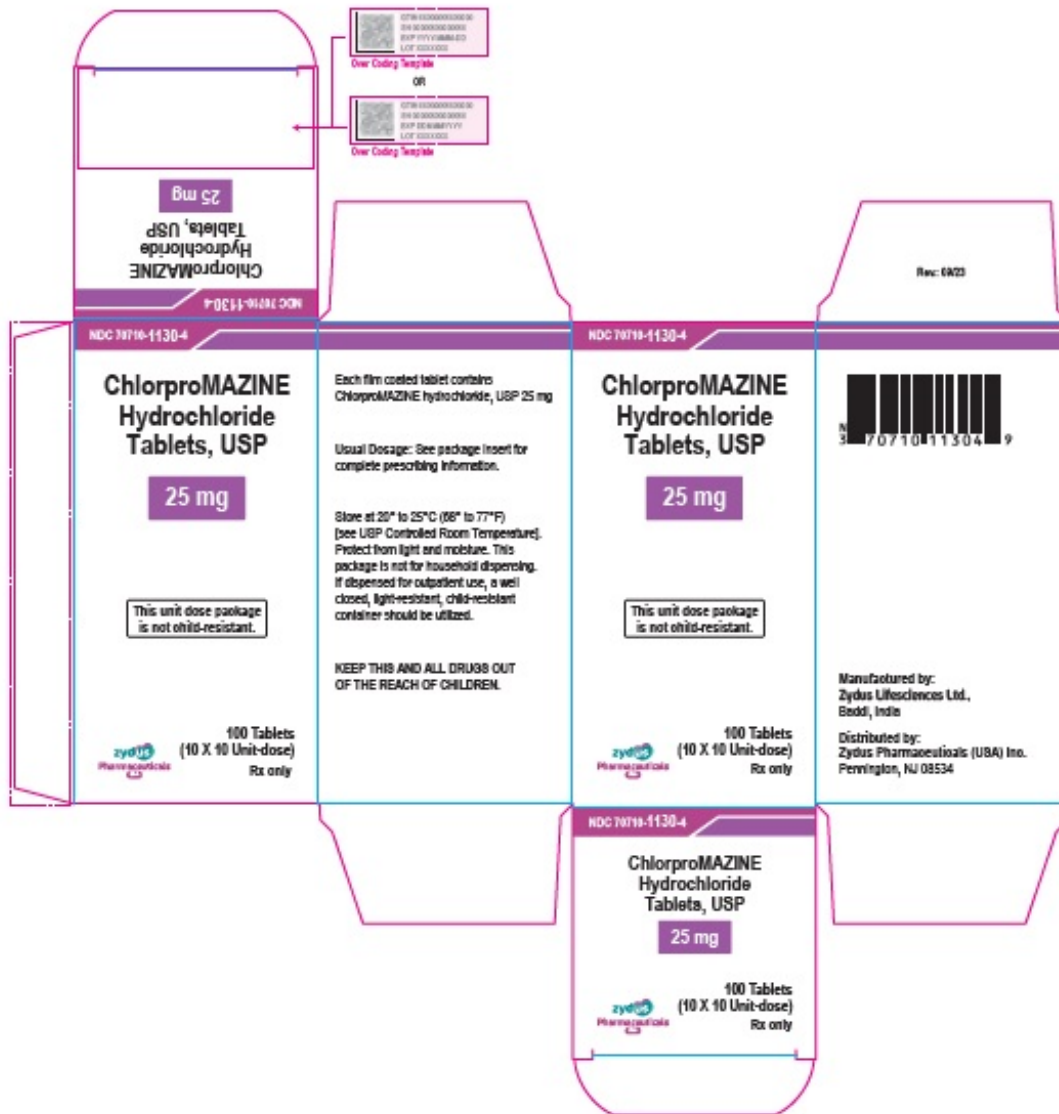 Over Coding Template
OR
Over Coding Template
25 mg
ChlorproMAZINE
Hydrochloride
Tablets, USP
NDC 70710-1130-4
Rev: 09/23
NDC 70710-1130-4
ChlorproMAZINE
Hydrochloride
Tablets, USP
25 mg
This unit dose package
is not child-resistant.
100 Tablets
(10 X 10 Unit-dose)
Rx only
zydus
Pharmaceuticals
Each film coated tablet contains
ChlorproMAZINE hydrochloride, USP 25 mg
Usual Dosage: See package insert for
complete prescribing information.
Store at 20° to 25°C (68° to 77°F)
[see USP Controlled Room Temperature].
Protect from light and moisture. This
package is not for household dispensing.
If dispensed for outpatient use, a well
closed, light-resistant, child-resistant
container should be utilized.
KEEP THIS AND ALL DRUGS OUT
OF THE REACH OF CHILDREN.
NDC 70710-1130-4
ChlorproMAZINE
Hydrochloride
Tablets, USP
25 mg
This unit dose package
is not child-resistant.
100 Tablets
(10 X 10 Unit-dose)
Rx only
zydus
Pharmaceuticals
N
3 70710 11304 9
Manufactured by:
Zydus Lifesciences Ltd.,
Baddi, India
Distributed by:
Zydus Pharmaceuticals (USA) Inc.
Pennington, NJ 08534
NDC 70710-1130-4
ChlorproMAZINE
Hydrochloride
Tablets, USP
25 mg
100 Tablets
(10 X 10 Unit-dose)
Rx only
zydus
Pharmaceuticals